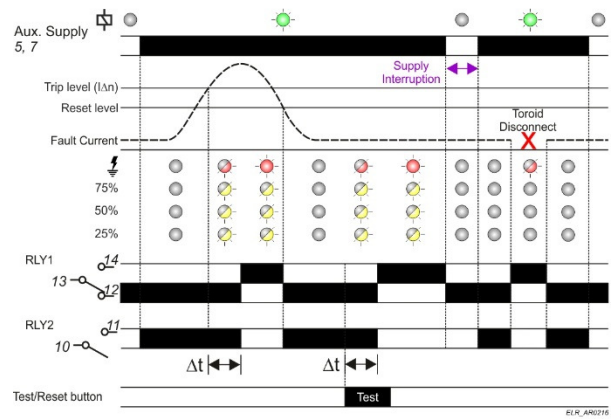 Aux. Supply
5, 7
Supply
Interruption
Trip level (IΔn)
Reset level
Toroid
Disconnect
X
Fault Current
75%
50%
25%
RLY1
14
13
12
RLY2
11
10
Δt
Δt
Test/Reset button
Test
ELR_AR0216